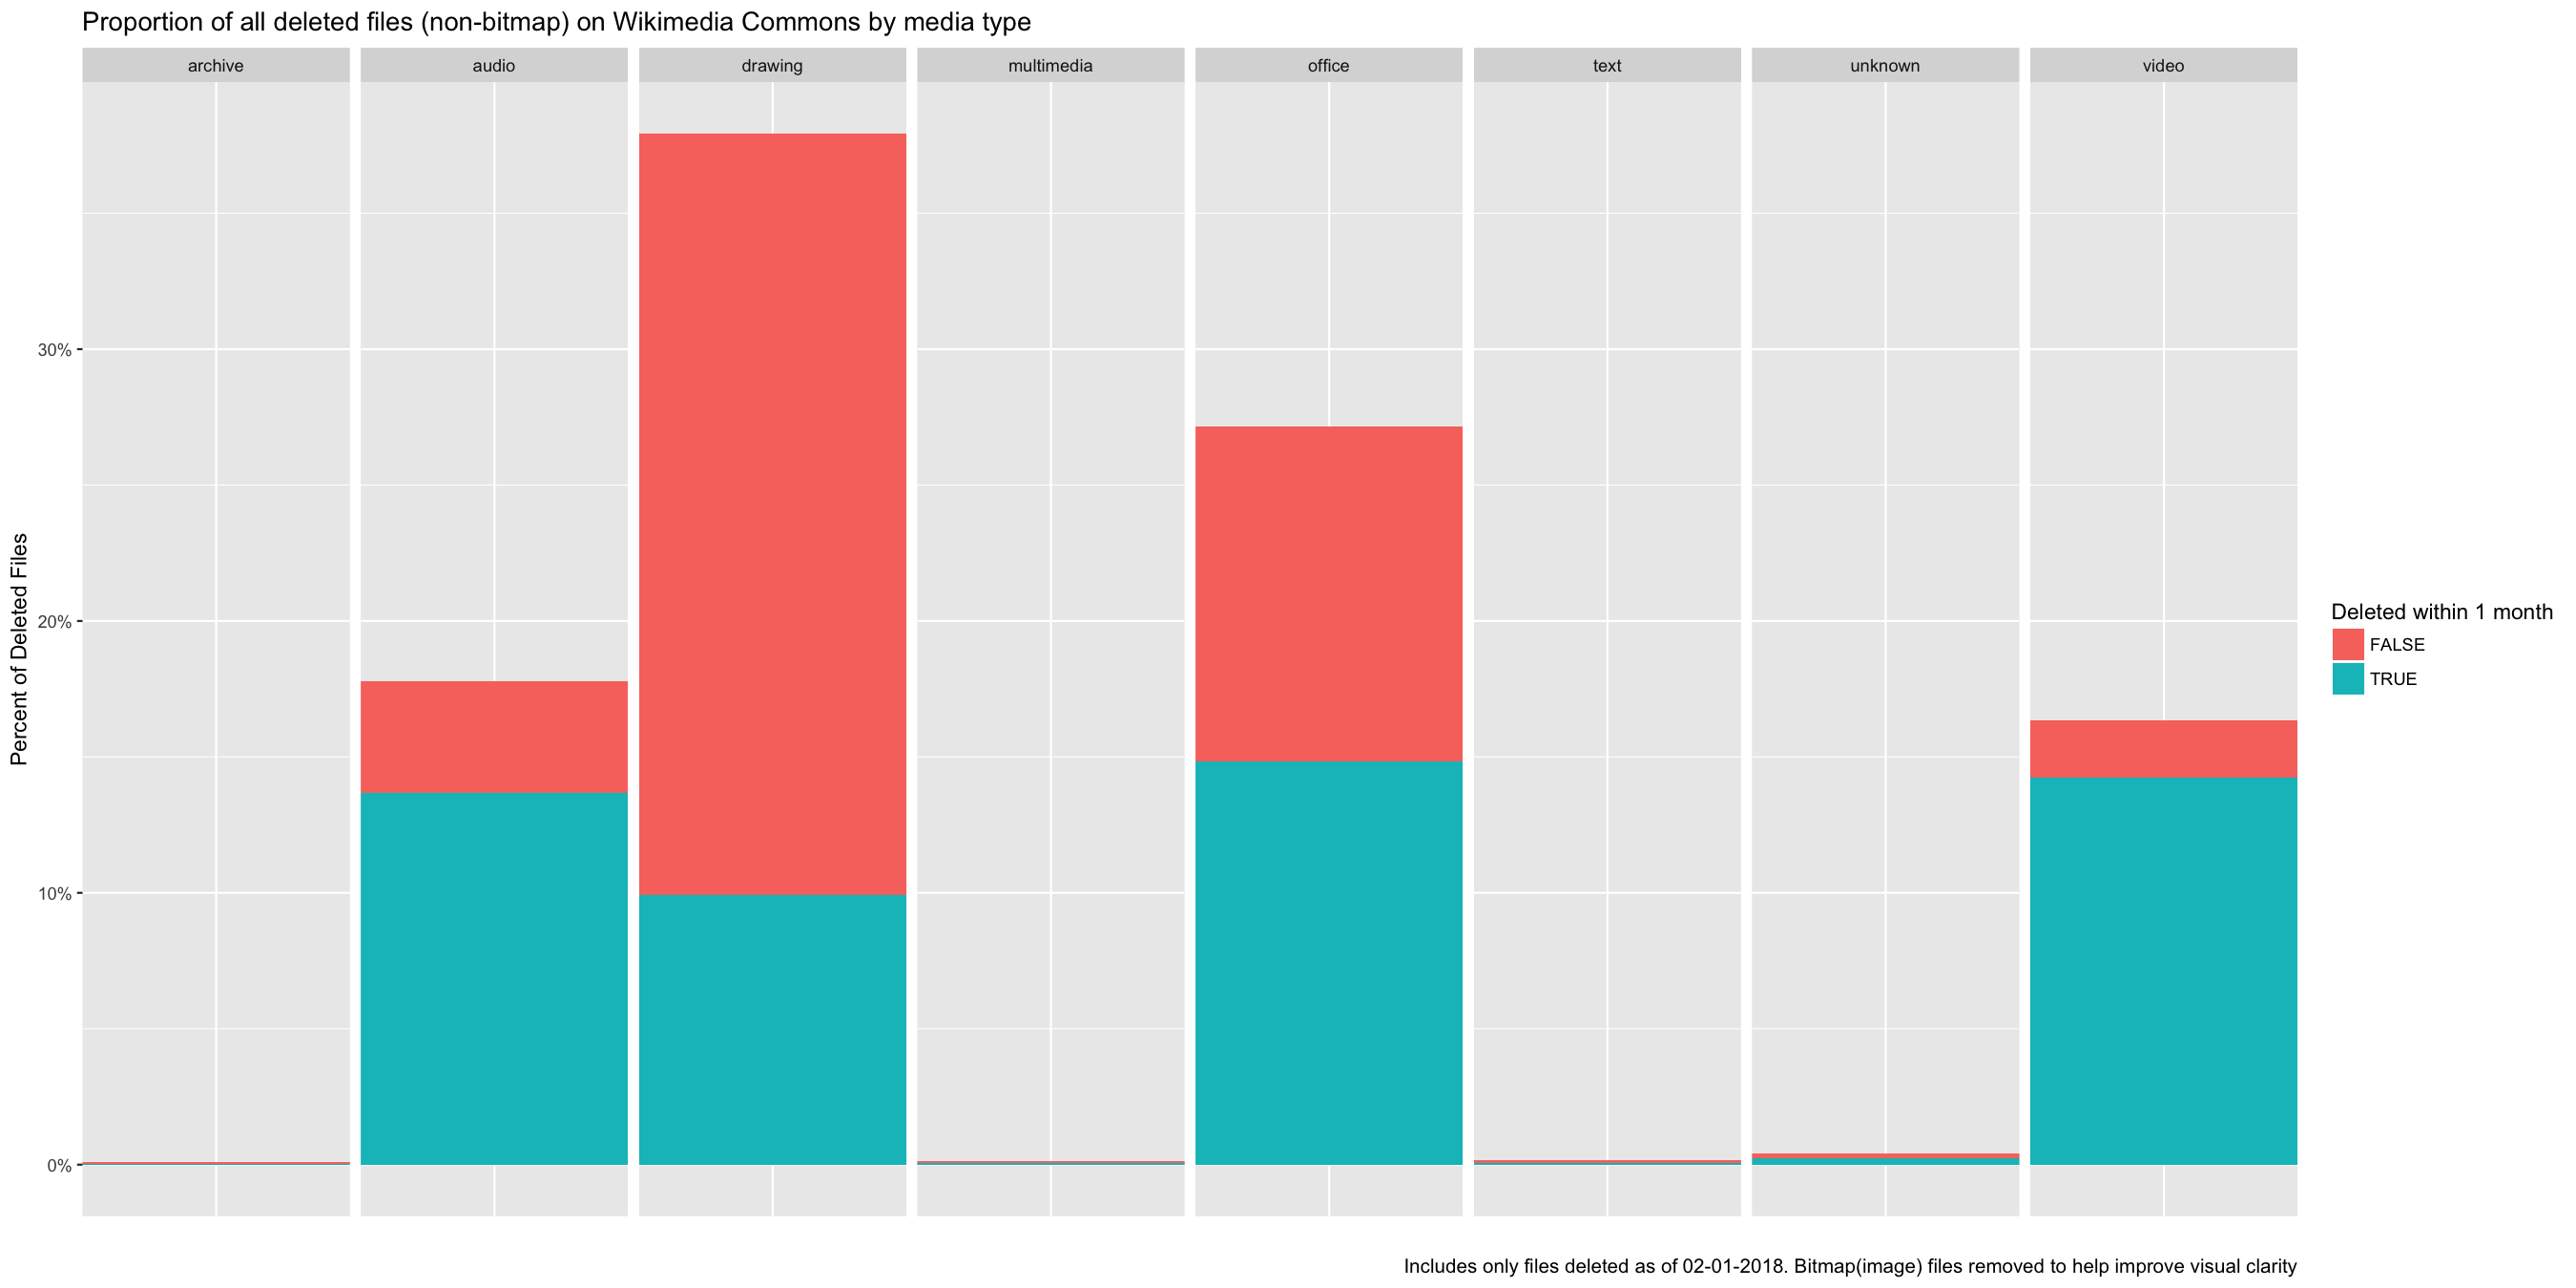 Proportion of all deleted files (non-bitmap) on Wikimedia Commons by media type
archive audio drawing multimedia office text unknown video
30%
20%
10%
0%
Percent of Deleted Files
Deleted within 1 month
FALSE
TRUE
Includes only files deleted as of 02-01-2018. Bitmap(image) files removed to help improve visual clarity